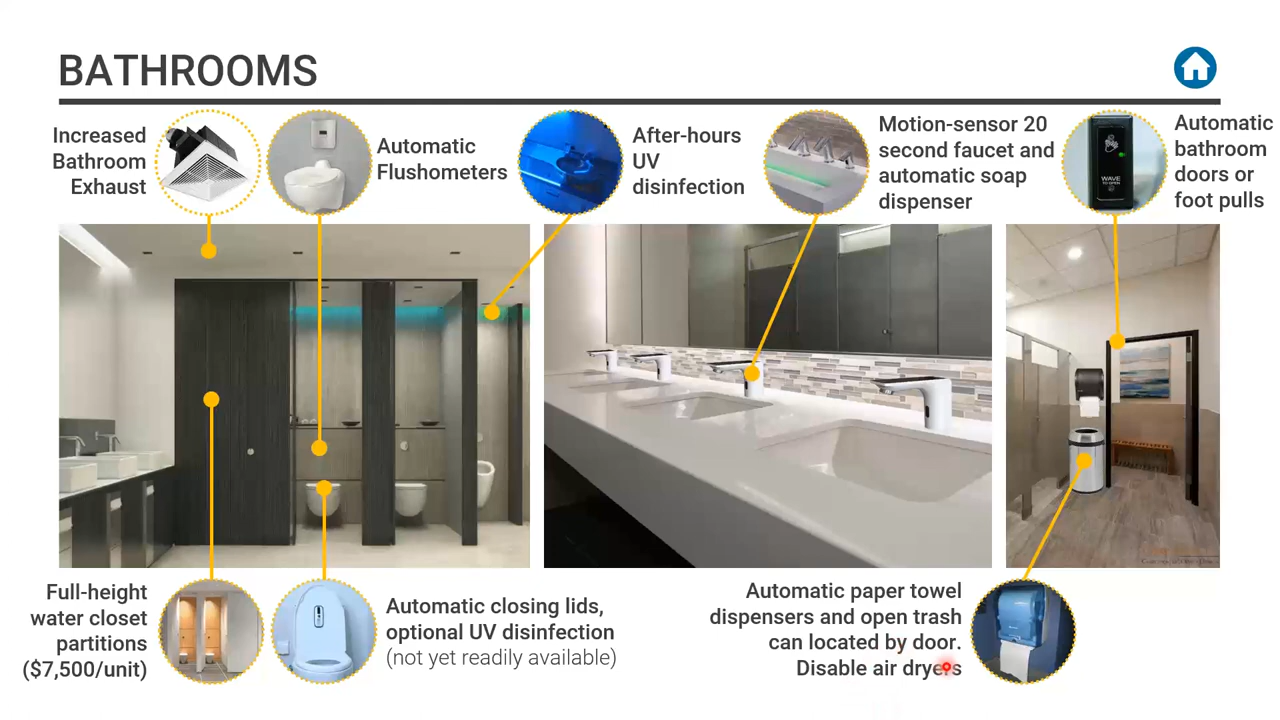 BATHROOMS
Increased
Bathroom
Exhaust
Automatic
Flushometers
After-hours
UV
disinfection
Motion-sensor 20
second faucet and
automatic soap
dispenser
WAVE
TO OPEN
Automatic
bathroom
doors or
foot pulls
Full-height
water closet
partitions
($7,500/unit)
Automatic closing lids,
optional UV disinfection
(not yet readily available)
Automatic paper towel
dispensers and open trash
can located by door.
Disable air dryers